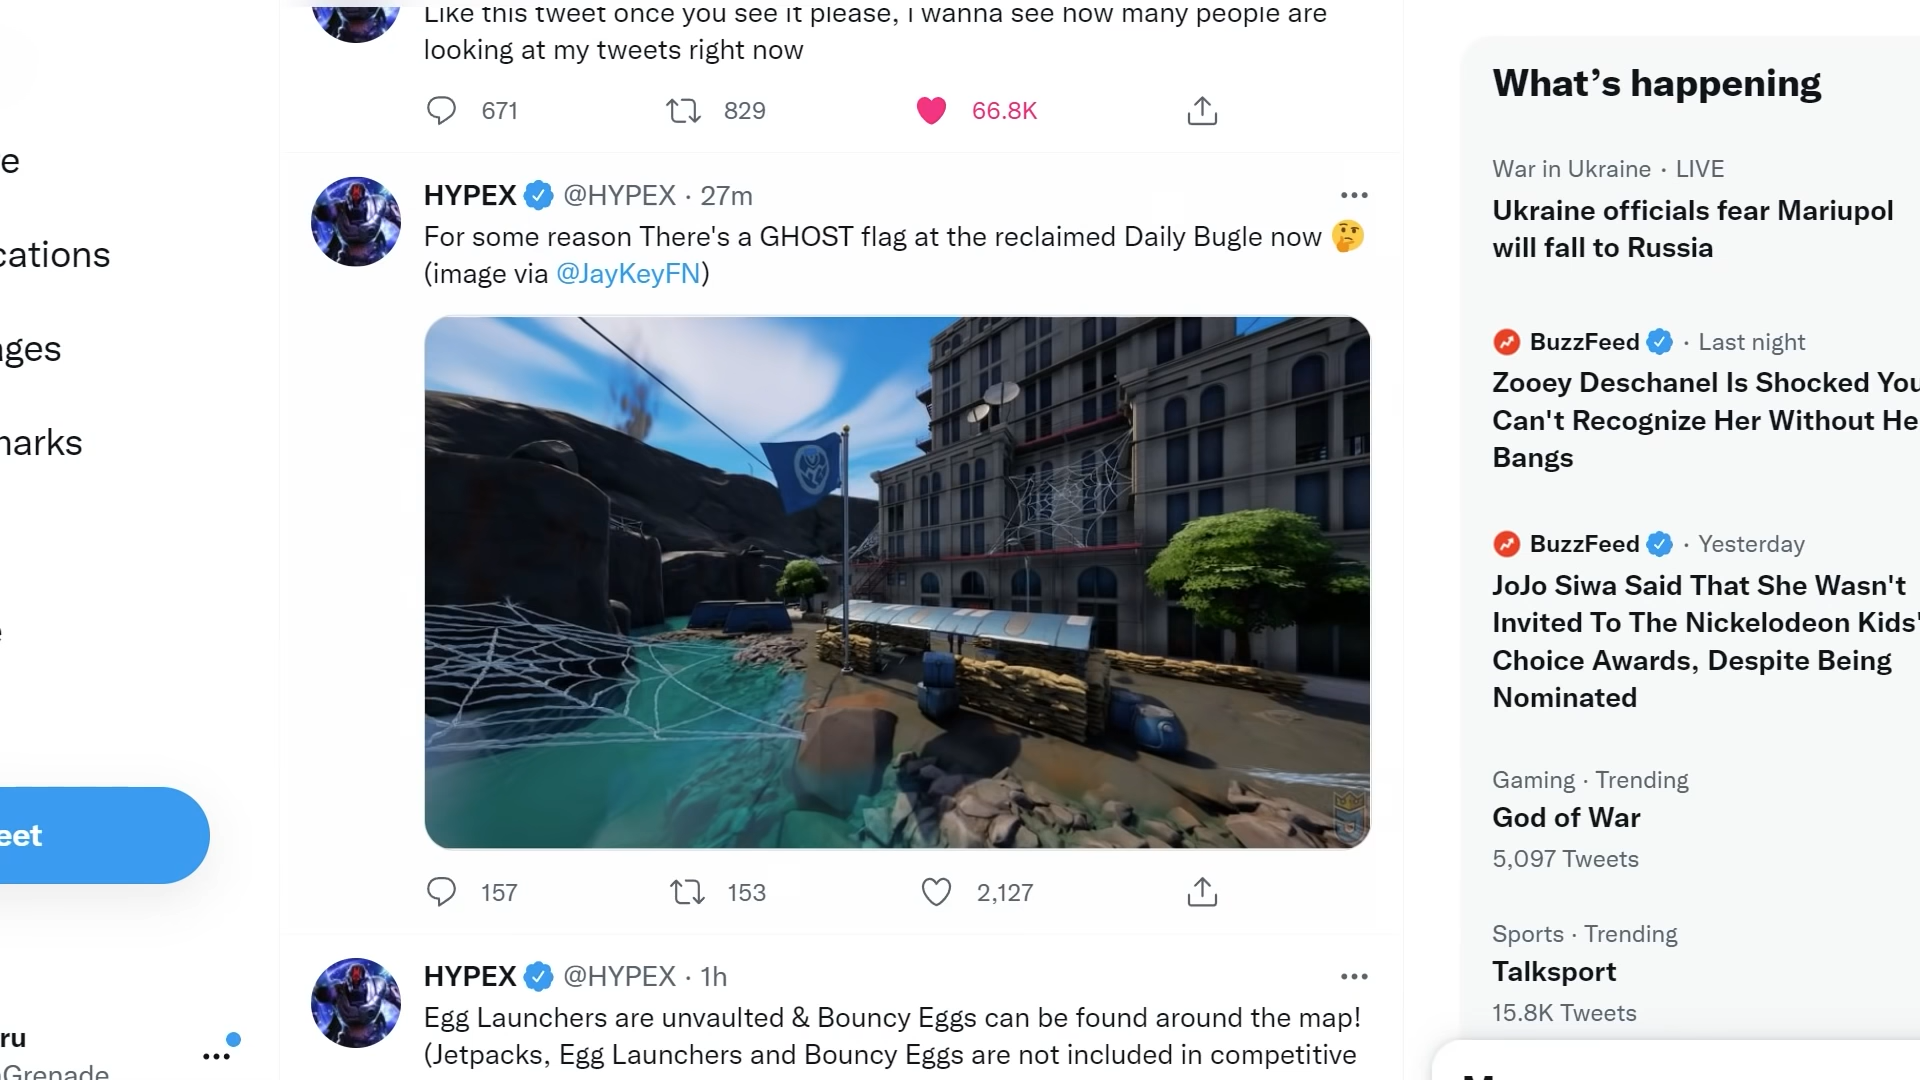 Like this tweet once you see it please, i wanna see how many people are
looking at my tweets right now
671 829 66.8K
HYPEX @HYPEX · 27m
For some reason There's a GHOST flag at the reclaimed Daily Bugle now 🤔
(image via @JayKeyFN)
157 153 2,127
HYPEX @HYPEX · 1h
Egg Launchers are unvaulted & Bouncy Eggs can be found around the map!
(Jetpacks, Egg Launchers and Bouncy Eggs are not included in competitive
e
cations
ages
marks
e
eet
ru
Grenade
What's happening
War in Ukraine · LIVE
Ukraine officials fear Mariupol
will fall to Russia
BuzzFeed · Last night
Zooey Deschanel Is Shocked You
Can't Recognize Her Without He
Bangs
BuzzFeed · Yesterday
JoJo Siwa Said That She Wasn't
Invited To The Nickelodeon Kids'
Choice Awards, Despite Being
Nominated
Gaming · Trending
God of War
5,097 Tweets
Sports · Trending
Talksport
15.8K Tweets